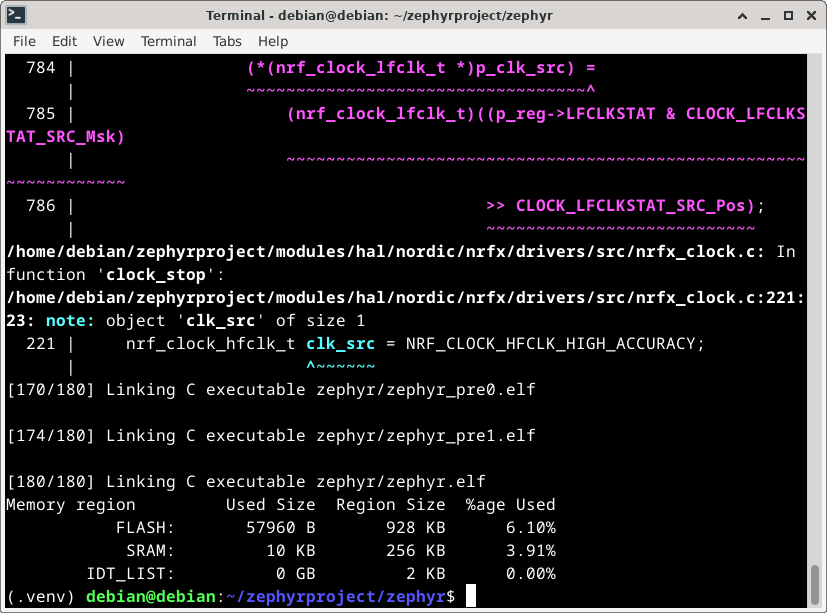 Terminal - debian@debian: ~/zephyrproject/zephyr
File Edit View Terminal Tabs Help
  784 |                 (*(nrf_clock_lfclk_t *)p_clk_src) =
      |                 ~~~~~~~~~~~~~~~~~~~~~~~~~~~~~~~~~~^
  785 |                     (nrf_clock_lfclk_t)((p_reg->LFCLKSTAT & CLOCK_LFCLKS
TAT_SRC_Msk)
      |                     ~~~~~~~~~~~~~~~~~~~~~~~~~~~~~~~~~~~~~~~~~~~~~~~~~~~~
~~~~~~~~~~~~
  786 |                                         >> CLOCK_LFCLKSTAT_SRC_Pos);
      |                                         ~~~~~~~~~~~~~~~~~~~~~~~~~~~
/home/debian/zephyrproject/modules/hal/nordic/nrfx/drivers/src/nrfx_clock.c: In
function 'clock_stop':
/home/debian/zephyrproject/modules/hal/nordic/nrfx/drivers/src/nrfx_clock.c:221:
23: note: object 'clk_src' of size 1
  221 |     nrf_clock_hfclk_t clk_src = NRF_CLOCK_HFCLK_HIGH_ACCURACY;
      |                       ^~~~~~~
[170/180] Linking C executable zephyr/zephyr_pre0.elf
[174/180] Linking C executable zephyr/zephyr_pre1.elf
[180/180] Linking C executable zephyr/zephyr.elf
Memory region         Used Size  Region Size  %age Used
           FLASH:       57960 B       928 KB      6.10%
            SRAM:         10 KB       256 KB      3.91%
        IDT_LIST:          0 GB         2 KB      0.00%
(.venv) debian@debian:~/zephyrproject/zephyr$